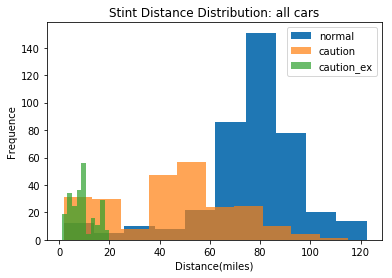 Stint Distance Distribution: all cars
normal
caution
caution_ex
Frequence
140
120
100
80
60
40
20
0
0 20 40 60 80 100 120
Distance(miles)